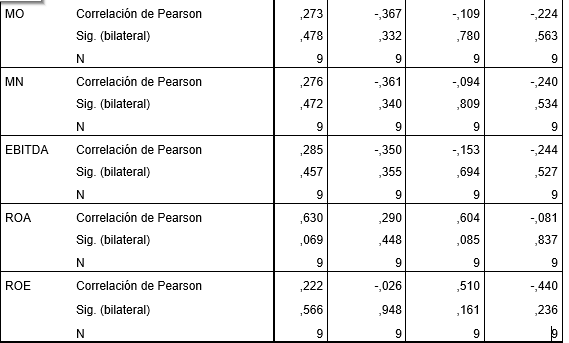 MO Correlación de Pearson ,273 -,367 -,109 -,224
Sig. (bilateral) ,478 ,332 ,780 ,563
N 9 9 9 9
MN Correlación de Pearson ,276 -,361 -,094 -,240
Sig. (bilateral) ,472 ,340 ,809 ,534
N 9 9 9 9
EBITDA Correlación de Pearson ,285 -,350 -,153 -,244
Sig. (bilateral) ,457 ,355 ,694 ,527
N 9 9 9 9
ROA Correlación de Pearson ,630 ,290 ,604 -,081
Sig. (bilateral) ,069 ,448 ,085 ,837
N 9 9 9 9
ROE Correlación de Pearson ,222 -,026 ,510 -,440
Sig. (bilateral) ,566 ,948 ,161 ,236
N 9 9 9 9